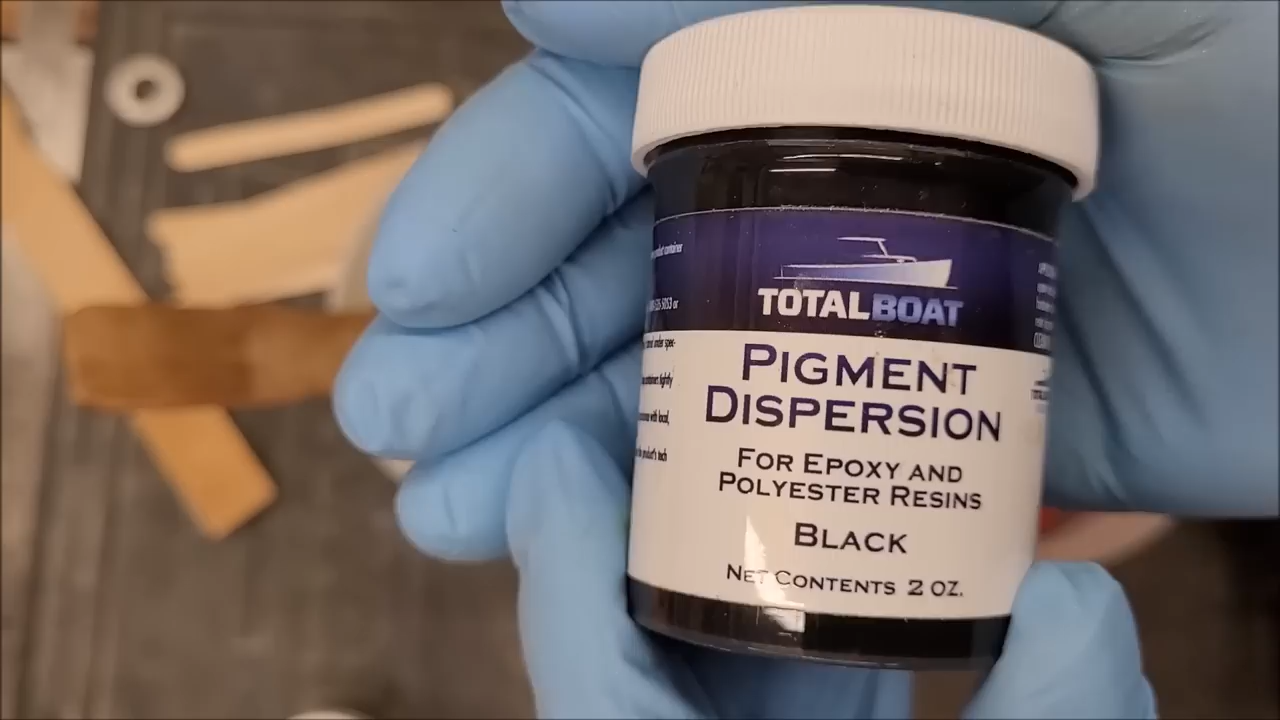 TOTALBOAT
PIGMENT
DISPERSION
FOR EPOXY AND
POLYESTER RESINS
BLACK
NET CONTENTS 2 OZ.